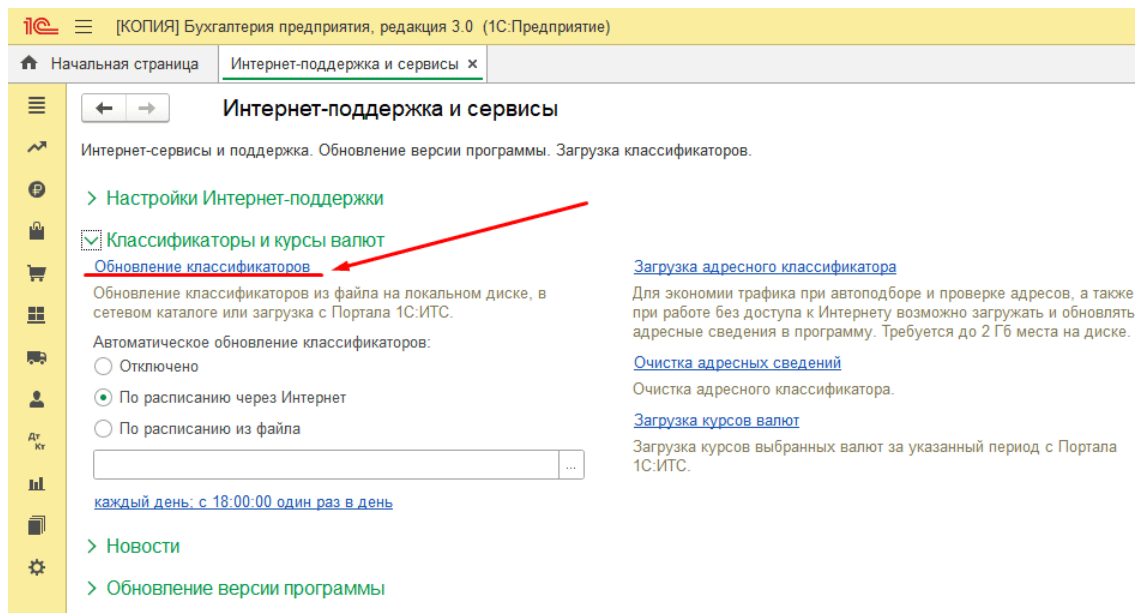 1С [КОПИЯ] Бухгалтерия предприятия, редакция 3.0 (1С:Предприятие)
Начальная страница Интернет-поддержка и сервисы ×
Интернет-поддержка и сервисы
Интернет-сервисы и поддержка. Обновление версии программы. Загрузка классификаторов.
Настройки Интернет-поддержки
Классификаторы и курсы валют
Обновление классификаторов
Обновление классификаторов из файла на локальном диске, в
сетевом каталоге или загрузка с Портала 1С:ИТС.
Автоматическое обновление классификаторов:
Отключено
По расписанию через Интернет
По расписанию из файла
...
каждый день; с 18:00:00 один раз в день
Загрузка адресного классификатора
Для экономии трафика при автоподборе и проверке адресов, а также
при работе без доступа к Интернету возможно загружать и обновлять
адресные сведения в программу. Требуется до 2 Гб места на диске.
Очистка адресных сведений
Очистка адресного классификатора.
Загрузка курсов валют
Загрузка курсов выбранных валют за указанный период с Портала
1С:ИТС.
Дт
Кт
Новости
Обновление версии программы